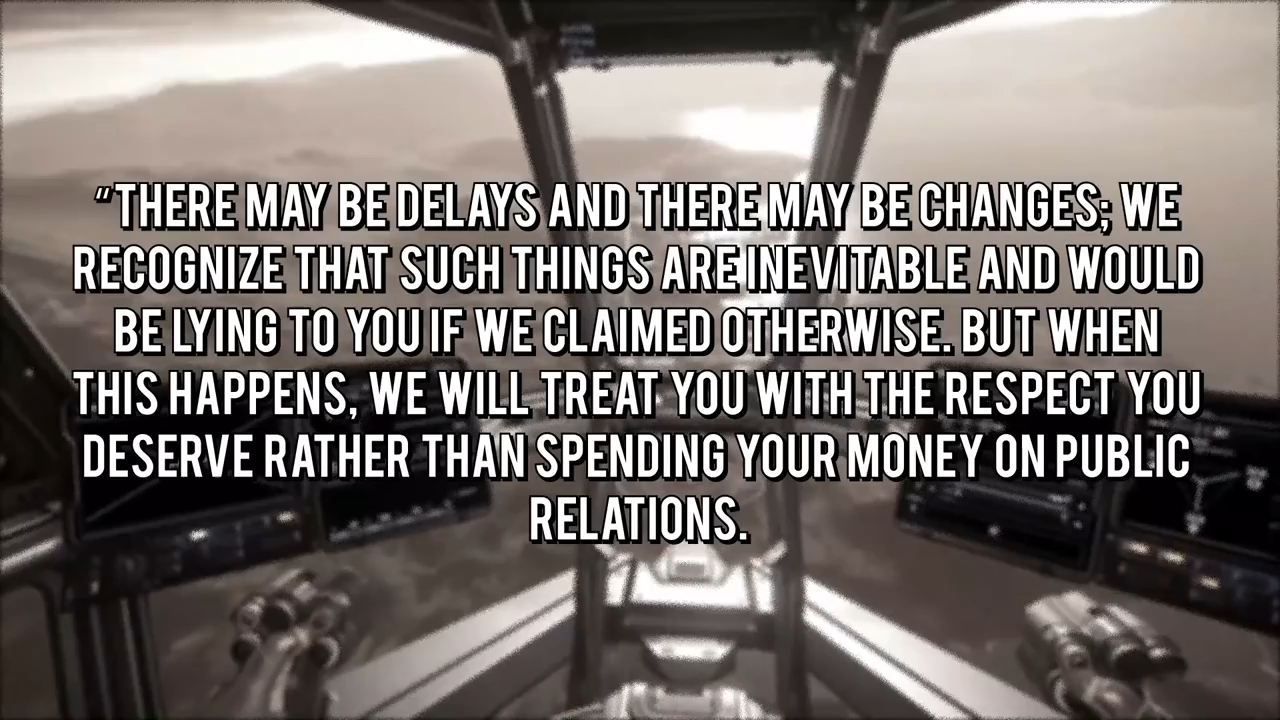 “THERE MAY BE DELAYS AND THERE MAY BE CHANGES; WE
RECOGNIZE THAT SUCH THINGS ARE INEVITABLE AND WOULD
BE LYING TO YOU IF WE CLAIMED OTHERWISE. BUT WHEN
THIS HAPPENS, WE WILL TREAT YOU WITH THE RESPECT YOU
DESERVE RATHER THAN SPENDING YOUR MONEY ON PUBLIC
RELATIONS.